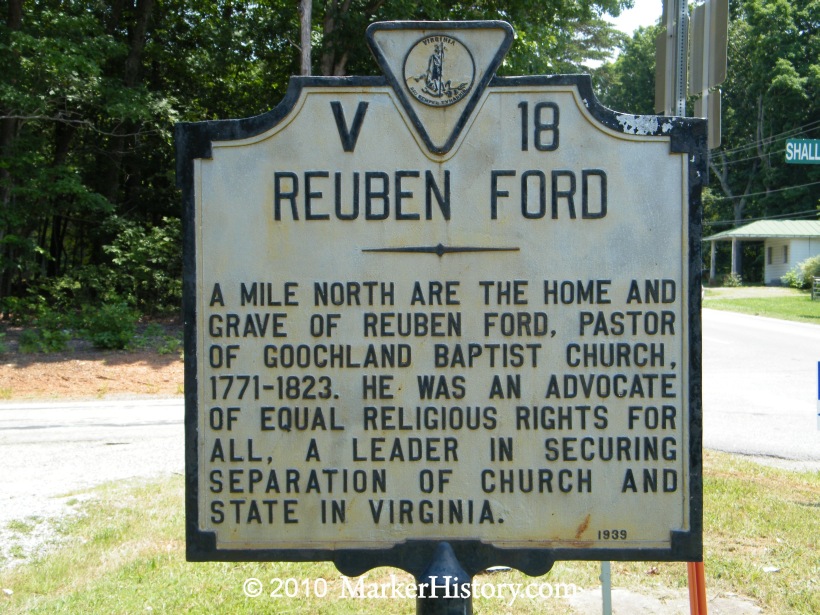 VIRGINIA
SIC SEMPER TYRANNIS
V 18
REUBEN FORD
A MILE NORTH ARE THE HOME AND
GRAVE OF REUBEN FORD, PASTOR
OF GOOCHLAND BAPTIST CHURCH,
1771-1823. HE WAS AN ADVOCATE
OF EQUAL RELIGIOUS RIGHTS FOR
ALL, A LEADER IN SECURING
SEPARATION OF CHURCH AND
STATE IN VIRGINIA.
1939
SHALL
© 2010 MarkerHistory.com